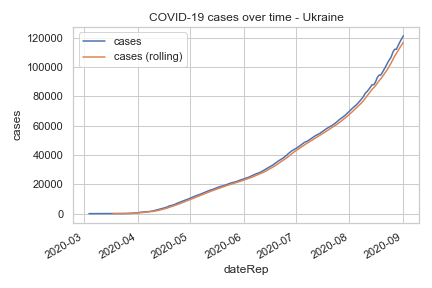 COVID-19 cases over time - Ukraine
cases
cases (rolling)
120000
100000
80000
60000
40000
20000
0
cases
2020-03
2020-04
2020-05
2020-06
2020-07
2020-08
2020-09
dateRep